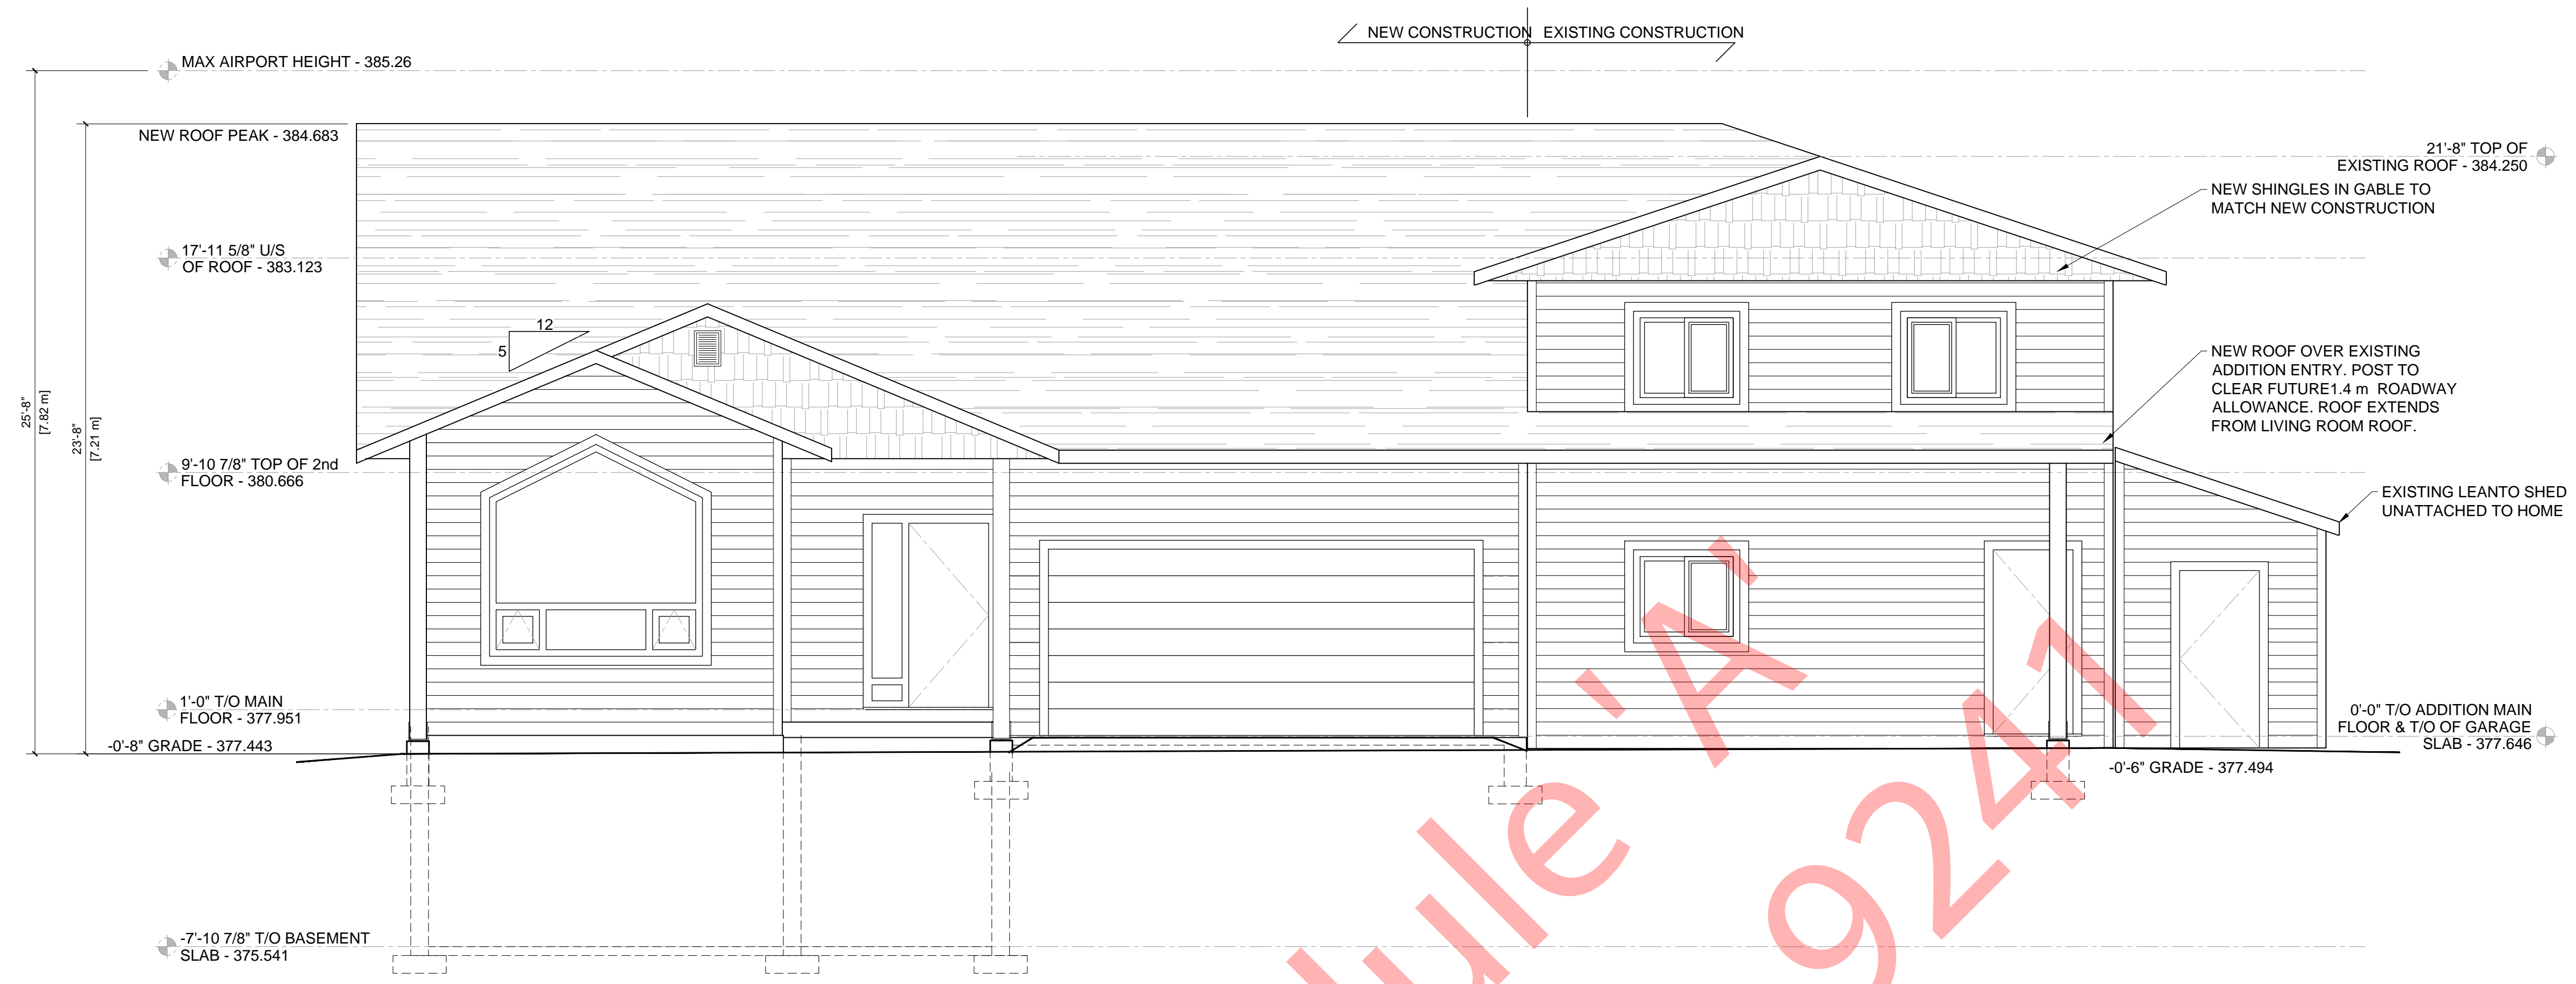 NEW CONSTRUCTION
EXISTING CONSTRUCTION
MAX AIRPORT HEIGHT - 385.26
NEW ROOF PEAK - 384.683
21'-8" TOP OF
EXISTING ROOF - 384.250
NEW SHINGLES IN GABLE TO
MATCH NEW CONSTRUCTION
17'-11 5/8" U/S
OF ROOF - 383.123
12
5
NEW ROOF OVER EXISTING
ADDITION ENTRY. POST TO
CLEAR FUTURE1.4 m ROADWAY
ALLOWANCE. ROOF EXTENDS
FROM LIVING ROOM ROOF.
25'-8"
[7.82 m]
23'-8"
[7.21 m]
9'-10 7/8" TOP OF 2nd
FLOOR - 380.666
EXISTING LEANTO SHED
UNATTACHED TO HOME
1'-0" T/O MAIN
FLOOR - 377.951
-0'-8" GRADE - 377.443
0'-0" T/O ADDITION MAIN
FLOOR & T/O OF GARAGE
SLAB - 377.646
-0'-6" GRADE - 377.494
-7'-10 7/8" T/O BASEMENT
SLAB - 375.541
dule 'A'
9241